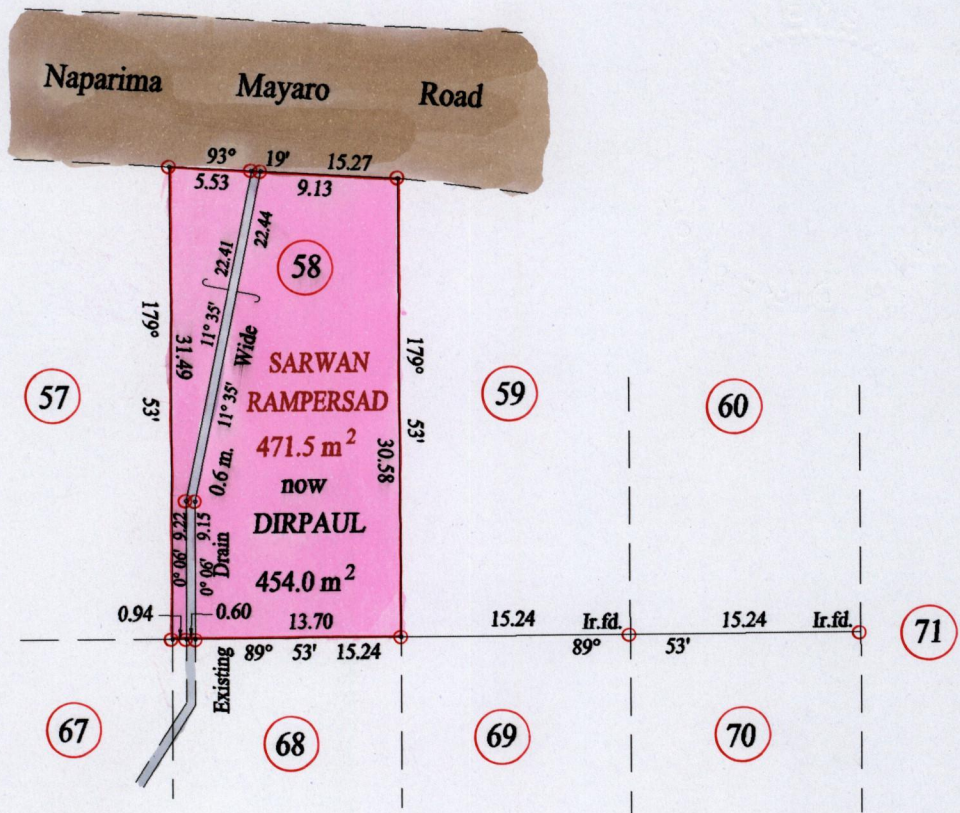 Naparima Mayaro Road
93° 19' 15.27
5.53 9.13
22.41
22.44
58
11° 35'
11° 35'
Wide
0.6 m.
179° 53'
31.49
SARWAN
RAMPERSAD
471.5 m²
now
DIRPAUL
454.0 m²
179° 53'
30.58
57
59
60
9.22
0° 06'
9.15
0° 06'
Drain
0.94
0.60
13.70
89° 53' 15.24
Existing
15.24 Ir.fd. 15.24 Ir.fd.
89° 53'
71
67
68
69
70